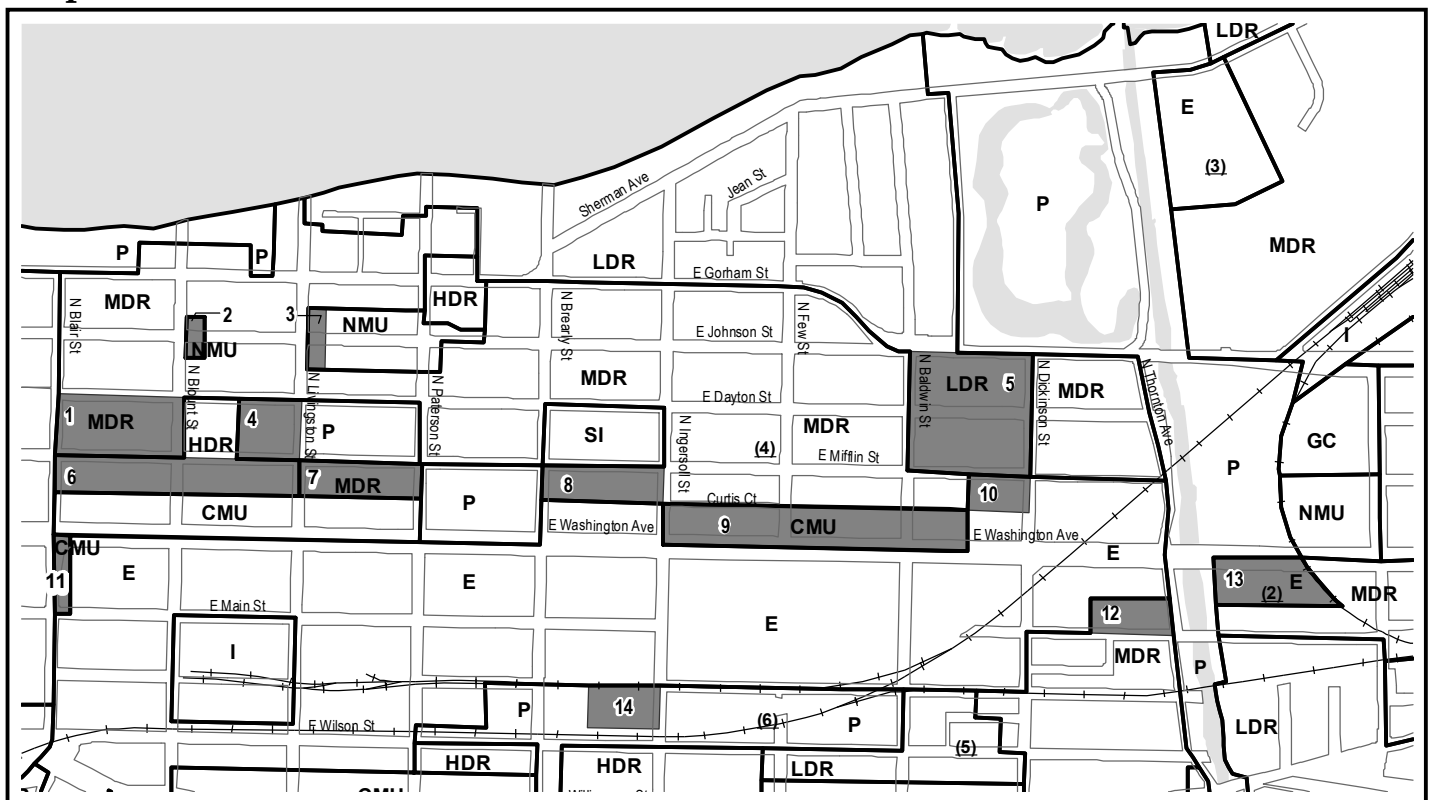 LDR
E
(3)
P
MDR
Sherman Ave
Jean St
P
P
LDR
E Gorham St
MDR
HDR
N Blair St
2
3
NMU
N Brearly St
E Johnson St
N Few St
I
NMU
MDR
N Baldwin St
LDR
5
N Dickinson St
MDR
N Thornton Ave
N Blount St
N Livingston St
N Paterson St
E Dayton St
1
MDR
4
HDR
P
SI
N Ingersoll St
(4)
MDR
E Mifflin St
GC
P
6
7
MDR
8
10
P
Curtis Ct
CMU
E Washington Ave
9
CMU
E Washington Ave
NMU
CMU
11
E
E
E
13
E
(2)
MDR
E Main St
12
E
I
MDR
P
14
P
(6)
P
E Wilson St
LDR
(5)
HDR
HDR
LDR